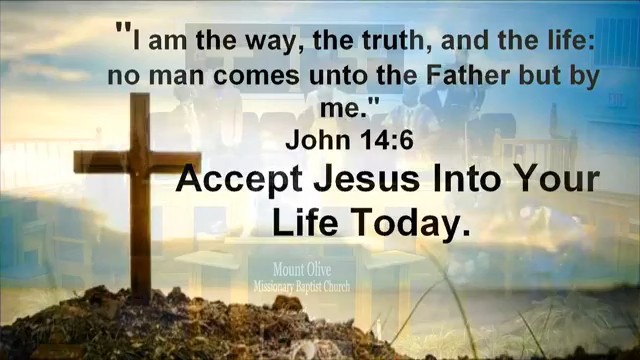 "I am the way, the truth, and the life:
no man comes unto the Father but by
me."
John 14:6
Accept Jesus Into Your
Life Today.
Mount Olive
Missionary Baptist Church